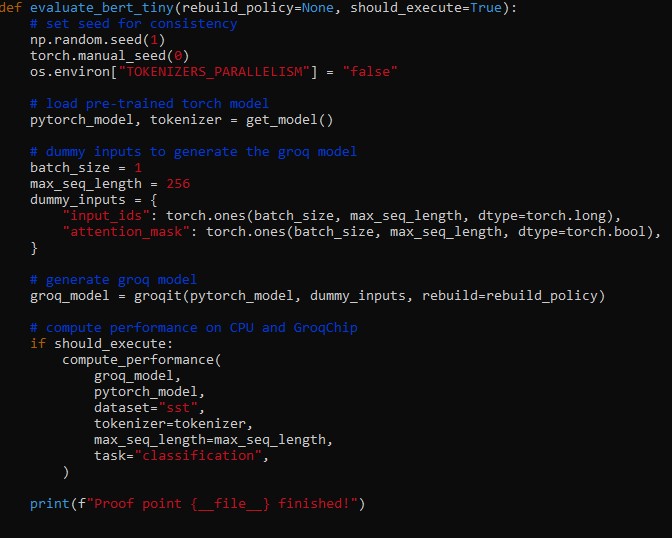 def evaluate_bert_tiny(rebuild_policy=None, should_execute=True):
    # set seed for consistency
    np.random.seed(1)
    torch.manual_seed(0)
    os.environ["TOKENIZERS_PARALLELISM"] = "false"

    # load pre-trained torch model
    pytorch_model, tokenizer = get_model()

    # dummy inputs to generate the groq model
    batch_size = 1
    max_seq_length = 256
    dummy_inputs = {
        "input_ids": torch.ones(batch_size, max_seq_length, dtype=torch.long),
        "attention_mask": torch.ones(batch_size, max_seq_length, dtype=torch.bool),
    }

    # generate groq model
    groq_model = groqit(pytorch_model, dummy_inputs, rebuild=rebuild_policy)

    # compute performance on CPU and GroqChip
    if should_execute:
        compute_performance(
            groq_model,
            pytorch_model,
            dataset="sst",
            tokenizer=tokenizer,
            max_seq_length=max_seq_length,
            task="classification",
        )

    print(f"Proof point {__file__} finished!")